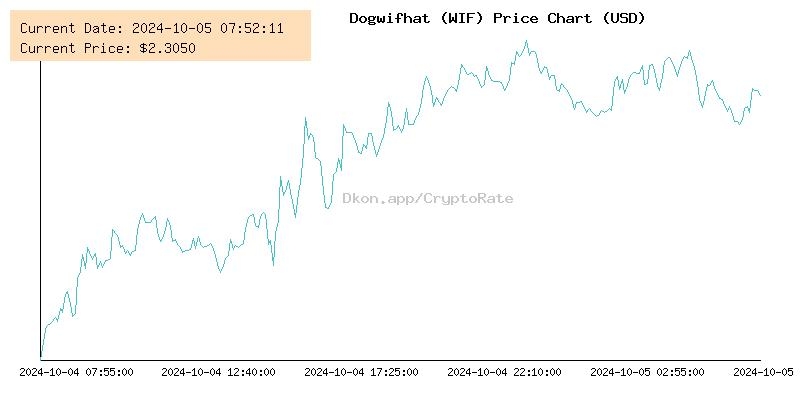 Dogwifhat (WIF) Price Chart (USD)
Current Date: 2024-10-05 07:52:11
Current Price: $2.3050
Dkon.app/CryptoRate
2024-10-04 07:55:00 2024-10-04 12:40:00 2024-10-04 17:25:00 2024-10-04 22:10:00 2024-10-05 02:55:00 2024-10-05